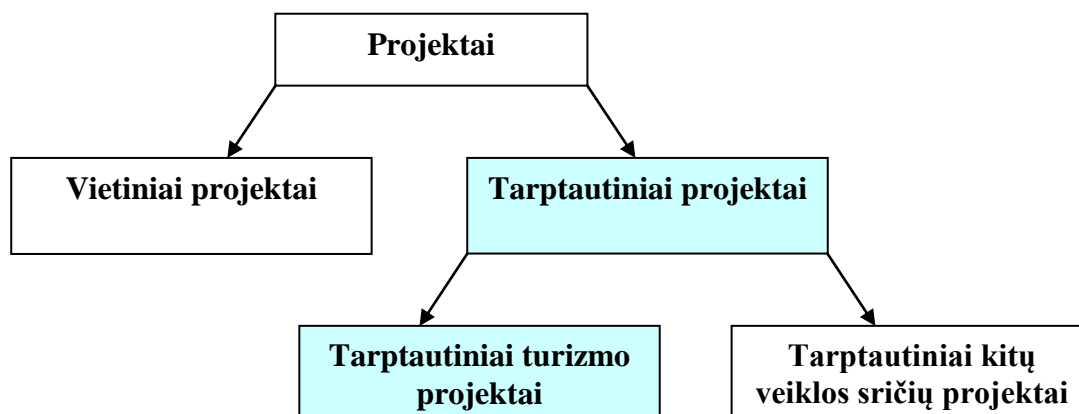 Projektai
Vietiniai projektai
Tarptautiniai projektai
Tarptautiniai turizmo
projektai
Tarptautiniai kitų
veiklos sričių projektai